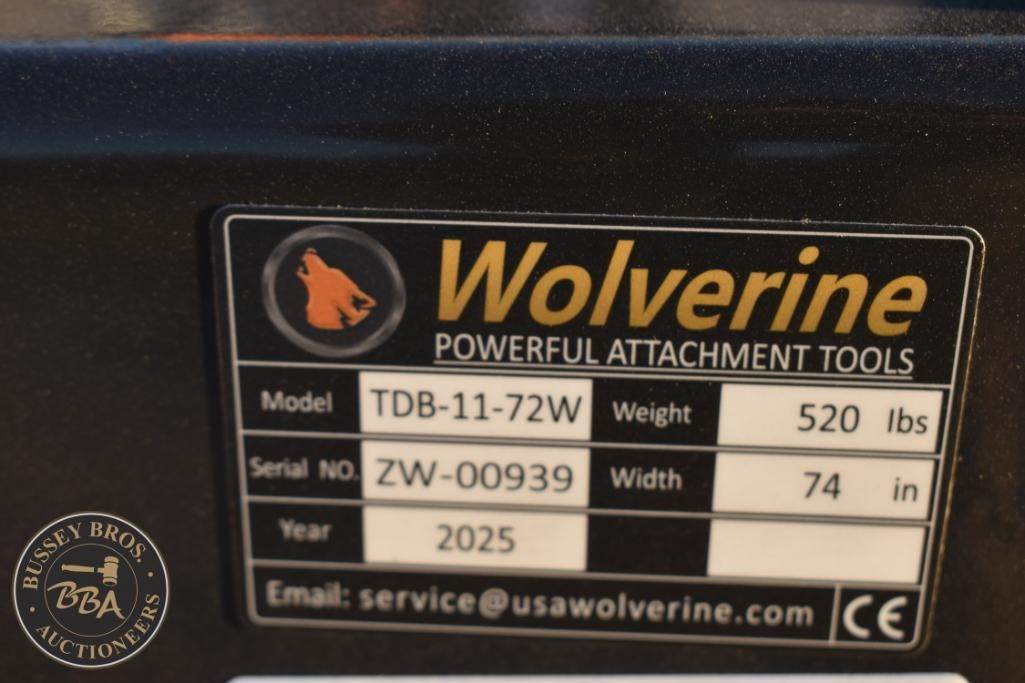 Wolverine
POWERFUL ATTACHMENT TOOLS
Model TDB-11-72W Weight 520 lbs
Serial NO. ZW-00939 Width 74 in
Year 2025
Email: service@usawolverine.com CE
BUSSEY BROS.
BBA
AUCTIONEERS